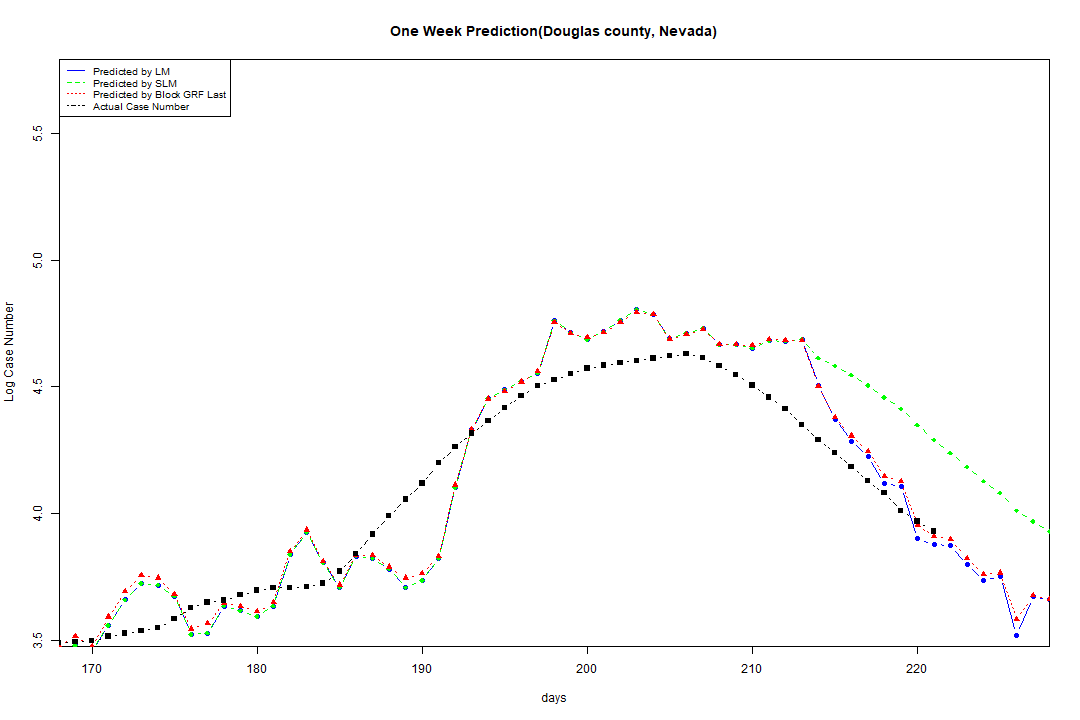 One Week Prediction(Douglas county, Nevada)
Predicted by LM
Predicted by SLM
Predicted by Block GRF Last
Actual Case Number
5.5
5.0
4.5
4.0
3.5
Log Case Number
170 180 190 200 210 220
days